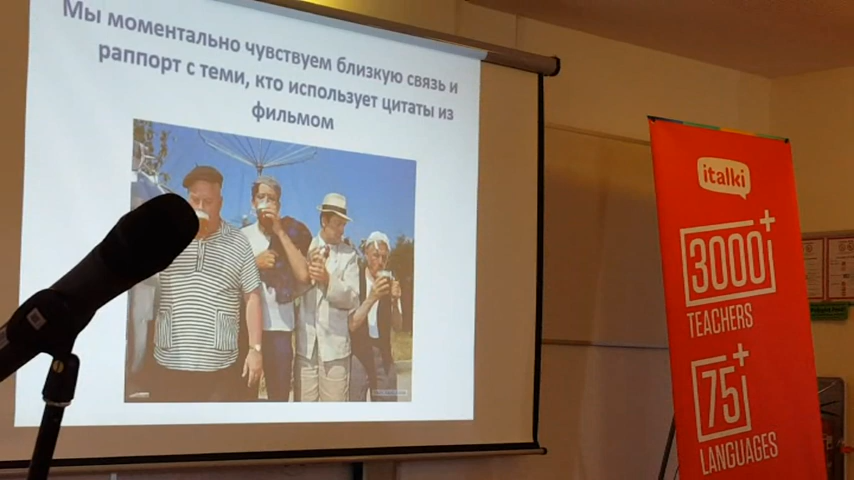 Мы моментально чувствуем близкую связь и
раппорт с теми, кто использует цитаты из
фильмом
italki
3000+
TEACHERS
75+
LANGUAGES